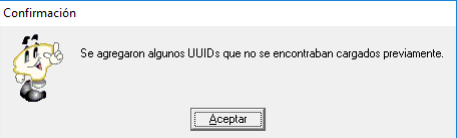 Confirmación
Se agregaron algunos UUIDs que no se encontraban cargados previamente.
Aceptar